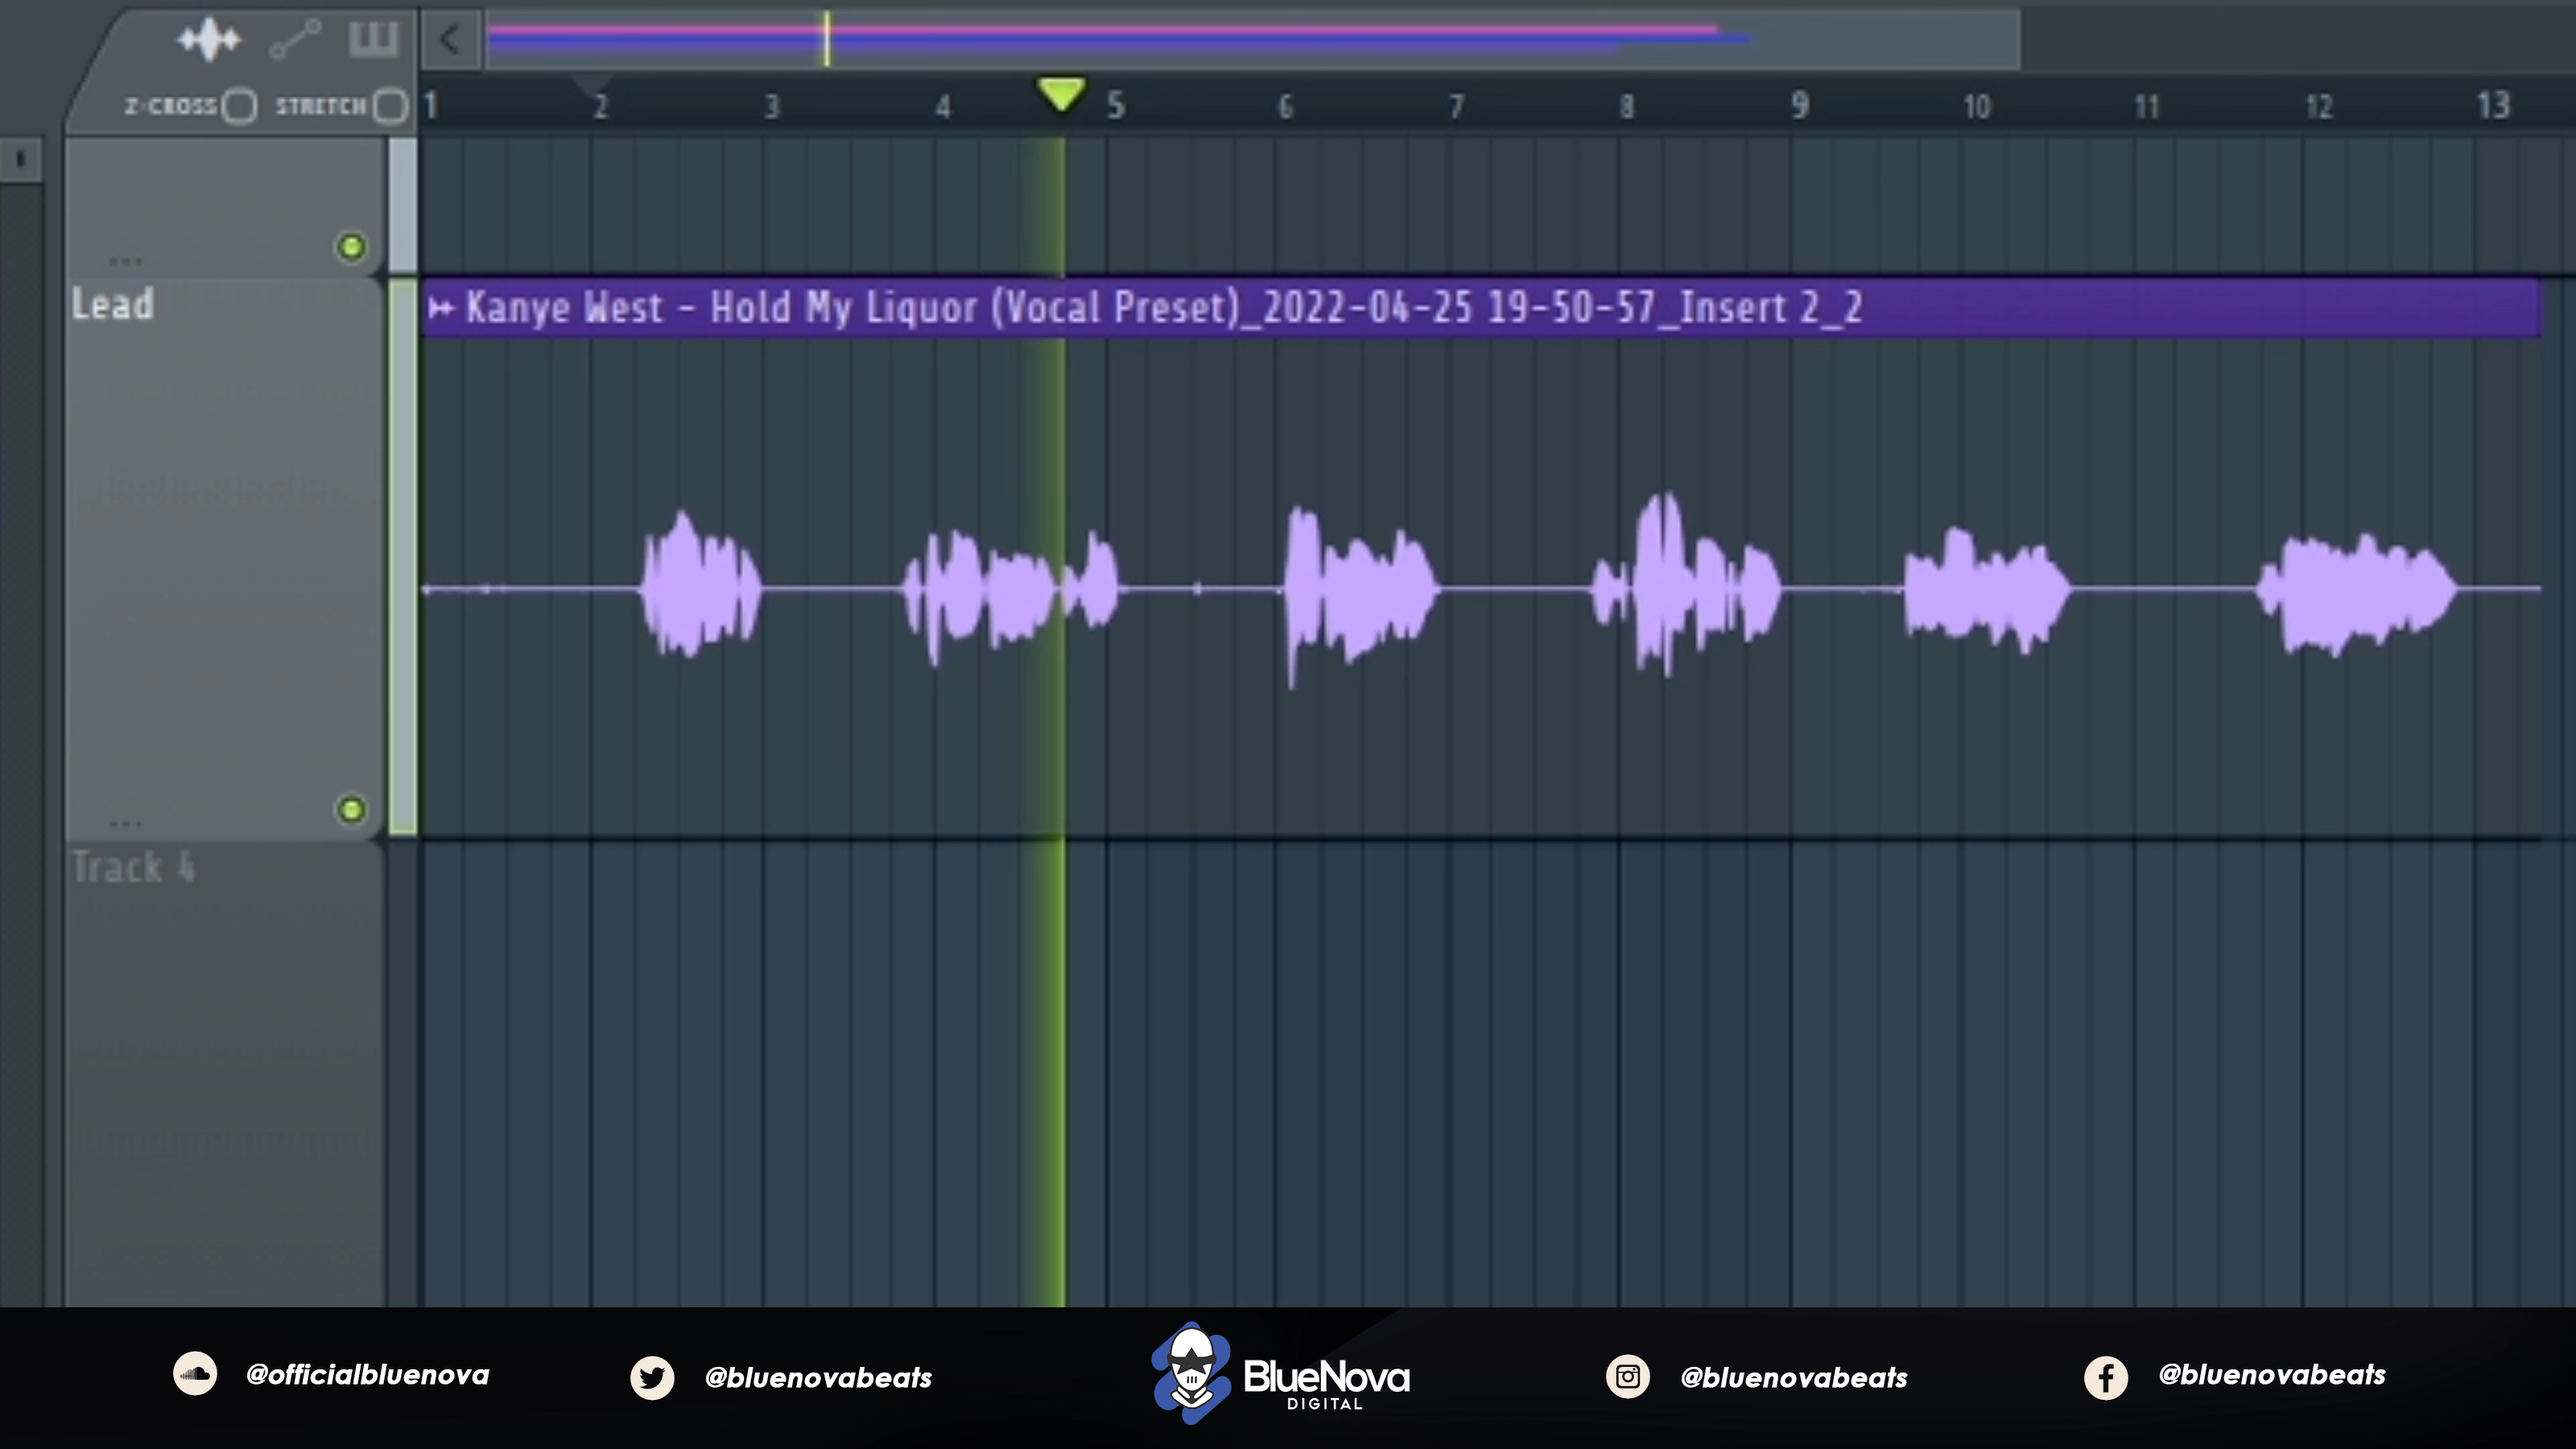 Z-CROSS STRETCH 1 2 3 4 5 6 7 8 9 10 11 12 13
...
Lead
Kanye West - Hold My Liquor (Vocal Preset)_2022-04-25 19-50-57_Insert 2_2
...
Track 4
@officialbluenova
@bluenovabeats
BlueNova
DIGITAL
@bluenovabeats
@bluenovabeats